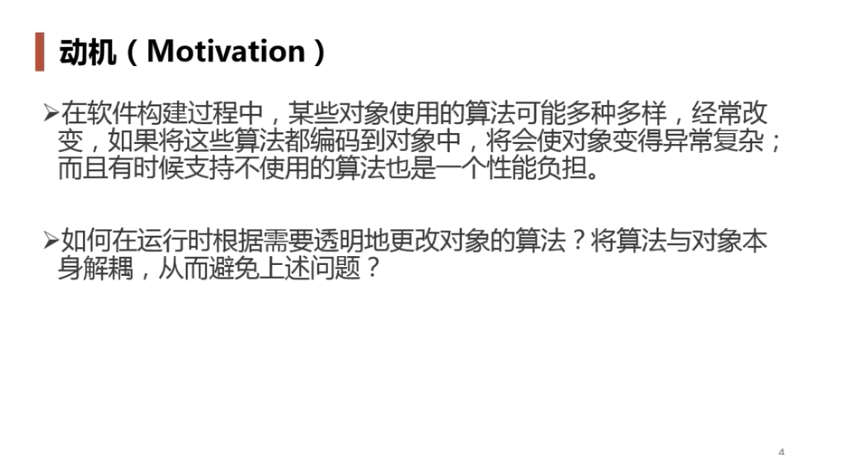 动机（Motivation）
➢在软件构建过程中，某些对象使用的算法可能多种多样，经常改
变，如果将这些算法都编码到对象中，将会使对象变得异常复杂；
而且有时候支持不使用的算法也是一个性能负担。
➢如何在运行时根据需要透明地更改对象的算法？将算法与对象本
身解耦，从而避免上述问题？
4